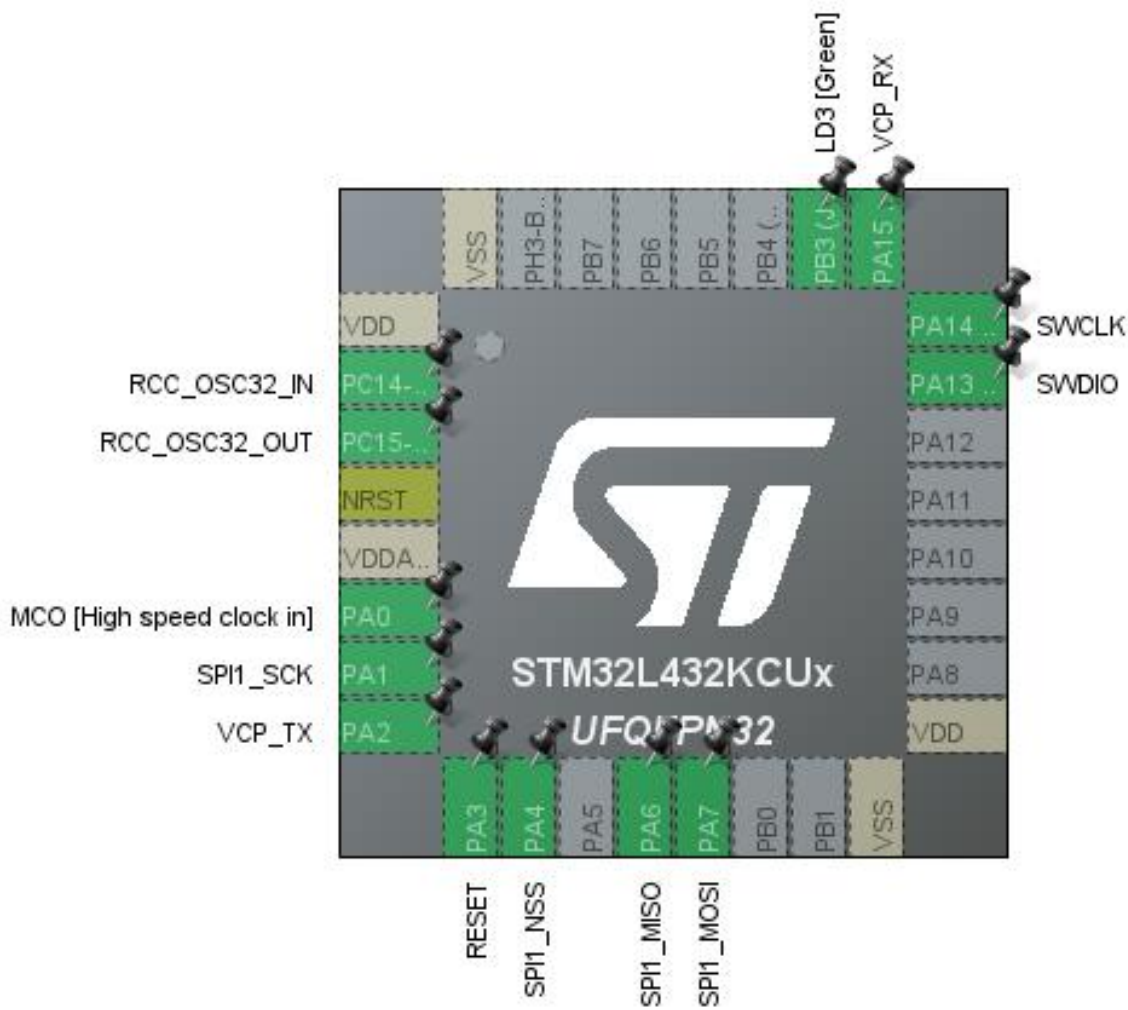 LD3 [Green]
VCP_RX
VSS
PH3-B..
PB7
PB6
PB5
PB4 (..
PB3 (J
PA15 ..
VDD
PA14 ..
SWCLK
RCC_OSC32_IN
PC14-..
PA13 ..
SWDIO
RCC_OSC32_OUT
PC15-..
PA12
NRST
PA11
VDDA..
PA10
MCO [High speed clock in]
PA0
PA9
SPI1_SCK
PA1
STM32L432KCUx
PA8
VCP_TX
PA2
UFQFPN32
VDD
PA3
PA4
PA5
PA6
PA7
PB0
PB1
VSS
RESET
SPI1_NSS
SPI1_MISO
SPI1_MOSI